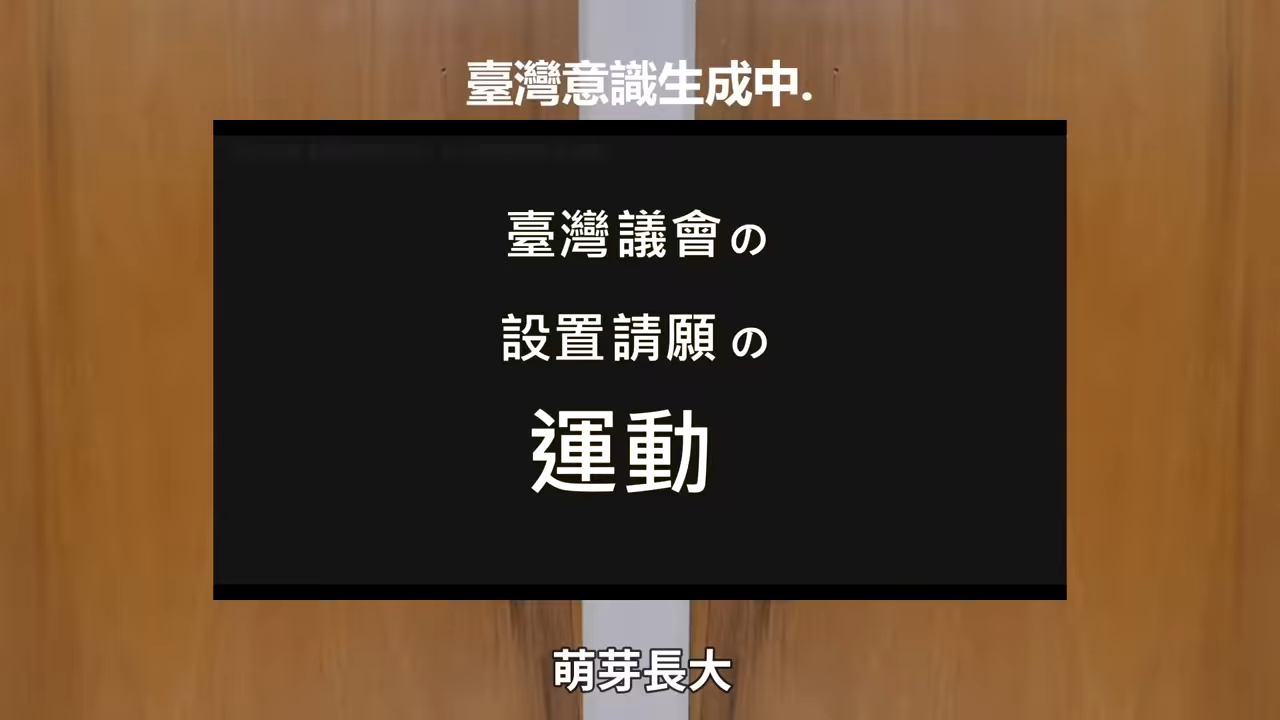 臺灣意識生成中.
臺灣議會の
設置請願の
運動
萌芽長大